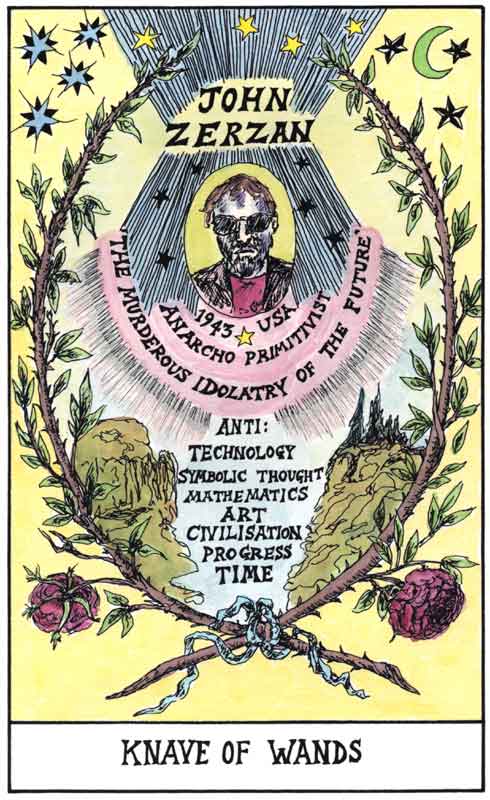 JOHN
ZERZAN
1943 USA
ANARCHO PRIMITIVIST
'THE MURDEROUS IDOLATRY OF THE FUTURE'
ANTI:
TECHNOLOGY
SYMBOLIC THOUGHT
MATHEMATICS
ART
CIVILISATION
PROGRESS
TIME
KNAVE OF WANDS